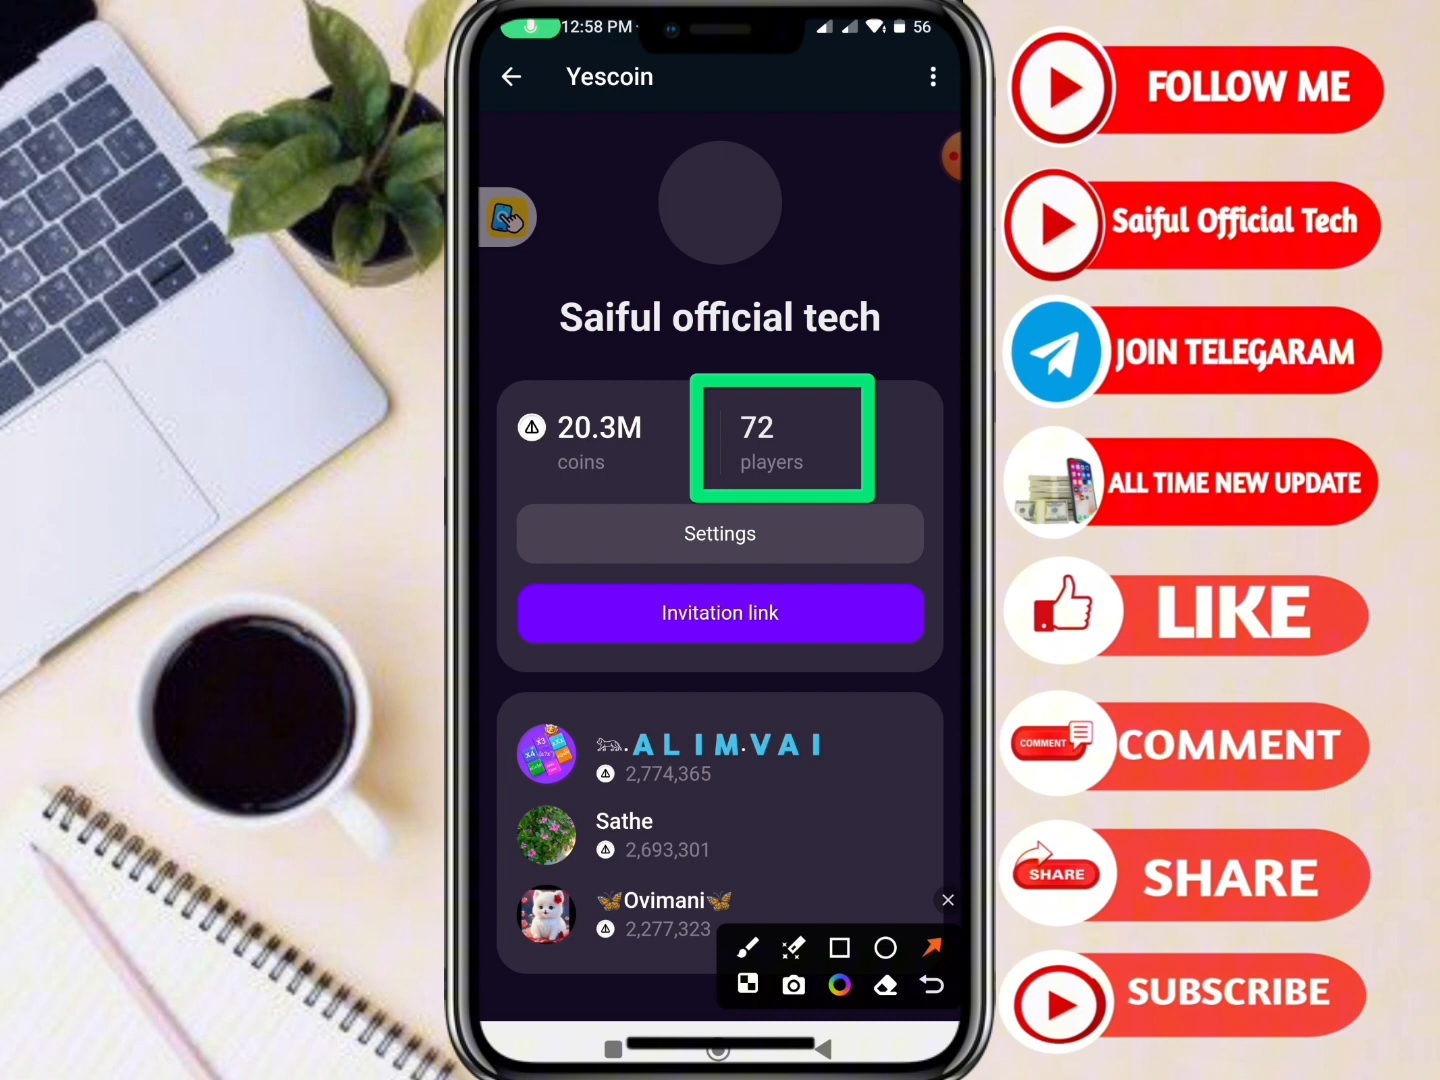 12:58 PM
56
Yescoin
Saiful official tech
20.3M
coins
72
players
Settings
Invitation link
.ALIM.VAI
2,774,365
Sathe
2,693,301
🦋Ovimani🦋
2,277,323
FOLLOW ME
Saiful Official Tech
JOIN TELEGARAM
ALL TIME NEW UPDATE
LIKE
COMMENT
COMMENT
SHARE
SHARE
SUBSCRIBE